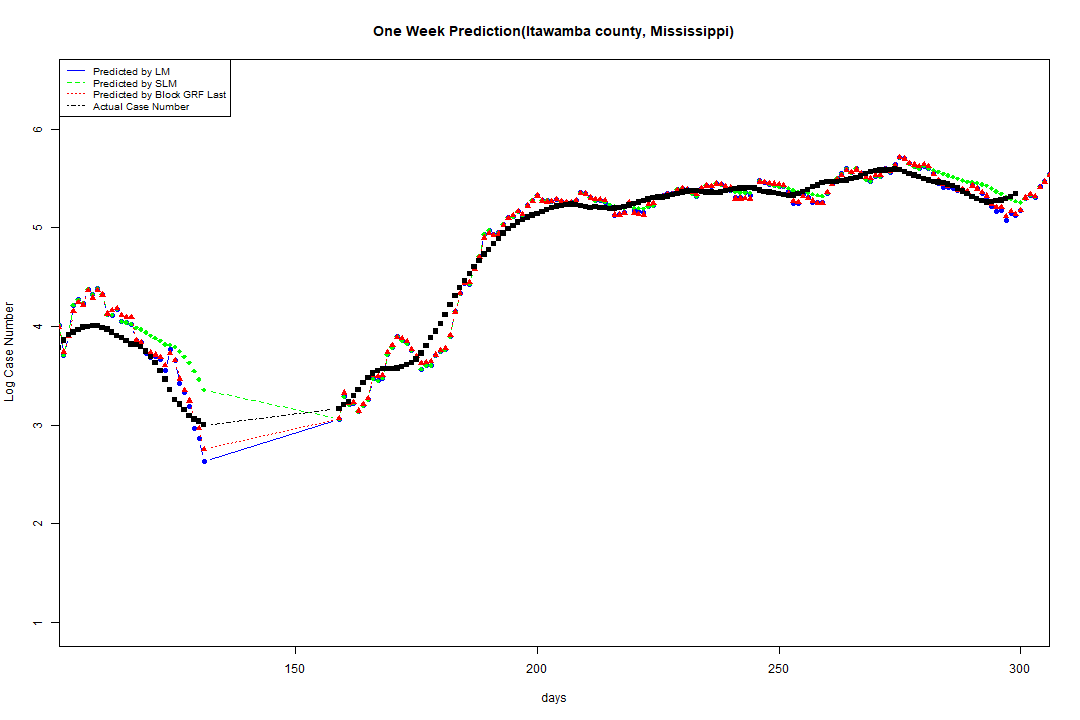 One Week Prediction(Itawamba county, Mississippi)
Predicted by LM
Predicted by SLM
Predicted by Block GRF Last
Actual Case Number
6
5
4
3
2
1
Log Case Number
150 200 250 300
days